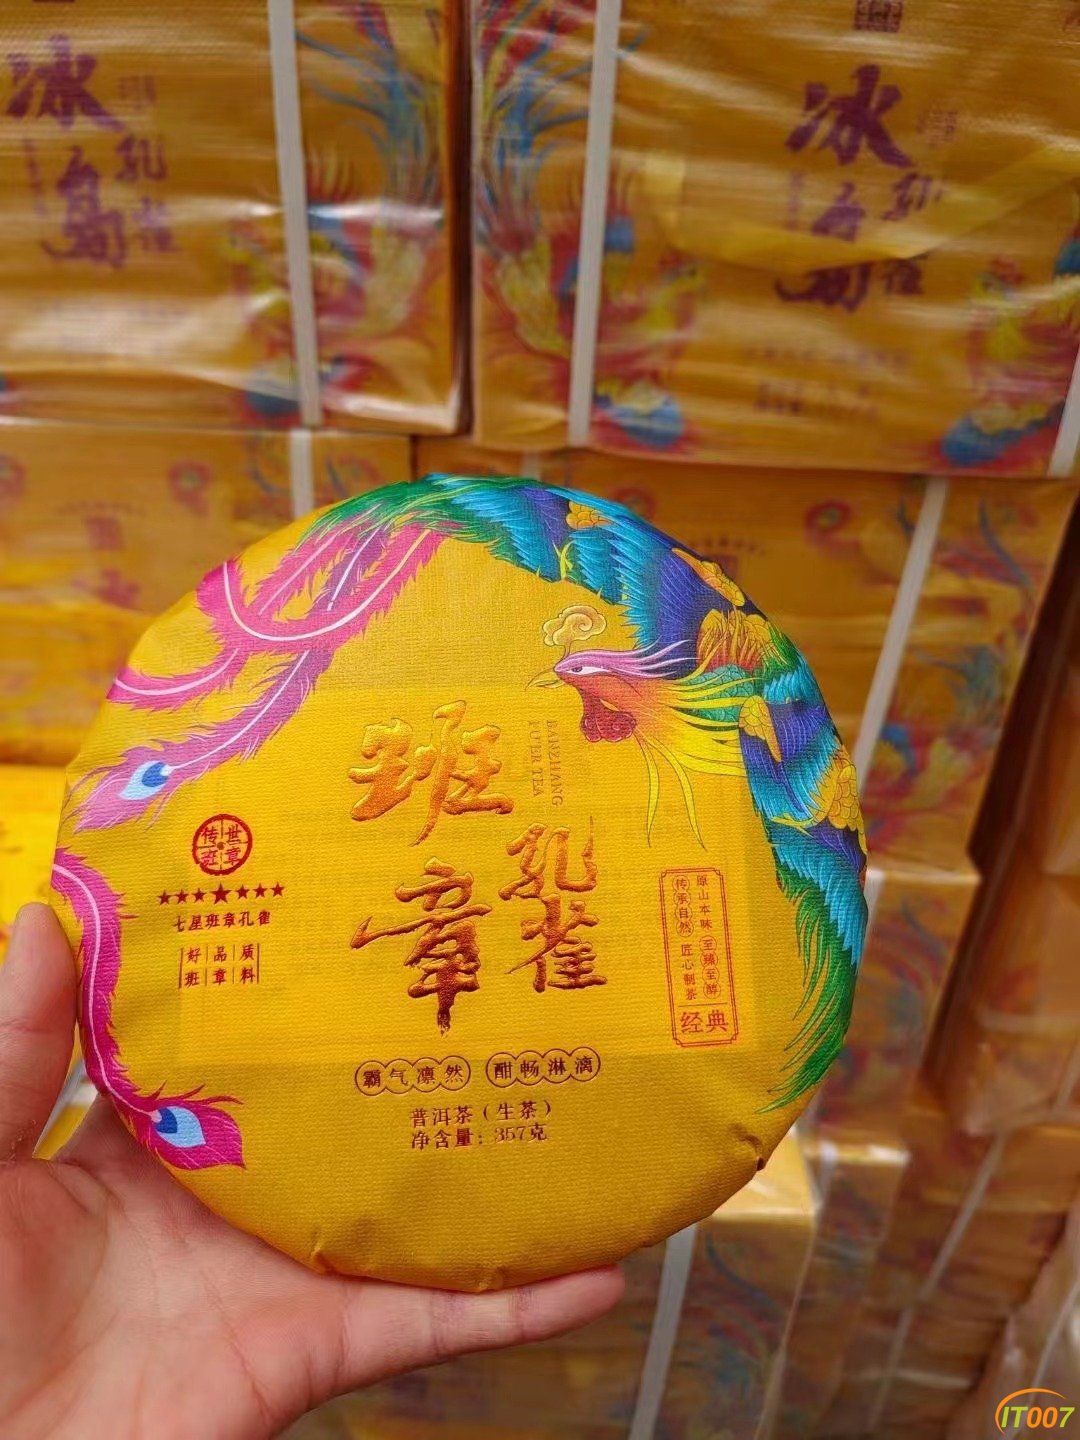 冰岛
孔雀
冰岛
孔雀
班章
孔雀
BANZHANG
PUER TEA
传世
班章
七星班章孔雀
好品质
班章料
原山本味 至臻至醇
传承自然 匠心制茶
经典
霸气凛然 酣畅淋漓
普洱茶（生茶）
净含量：357克
IT007